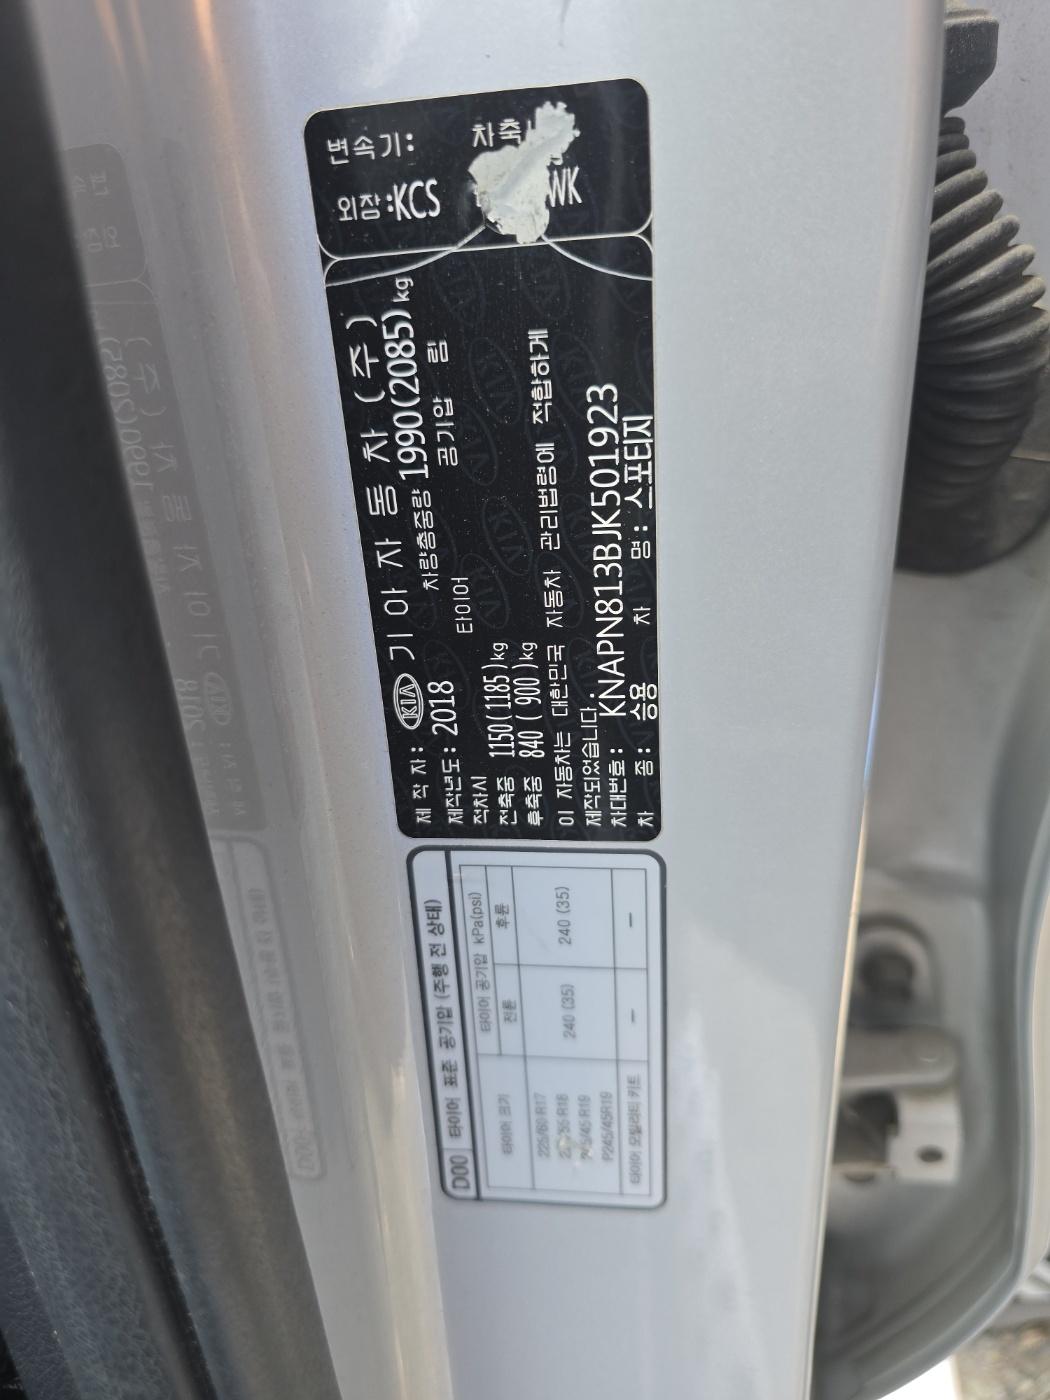 제 작 자: KIA 기 아 자 동 차 (주)
제작년도: 2018 차량총중량 1990(2085)kg
적차시 타이어 공기압 림
전축중 1150(1185)kg
후축중 840( 900)kg
이 자동차는 대한민국 자동차 관리법령에 적합하게
제작되었습니다.
차대번호: KNAPN813BJK501923
차 종: 승용 차 명: 스포티지
변속기: 차축
외장:KCS WK
D00 타이어 표준 공기압 (주행 전 상태)
타이어 크기 타이어 공기압 kPa(psi)
전륜 후륜
225/60 R17
R18 240 (35) 240 (35)
R19
P245/45R19
타이어 모빌리티 키트 – –